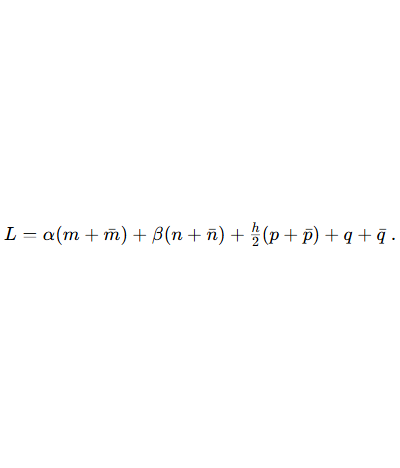 L = α(m + m̄) + β(n + n̄) + h/2(p + p̄) + q + q̄ .